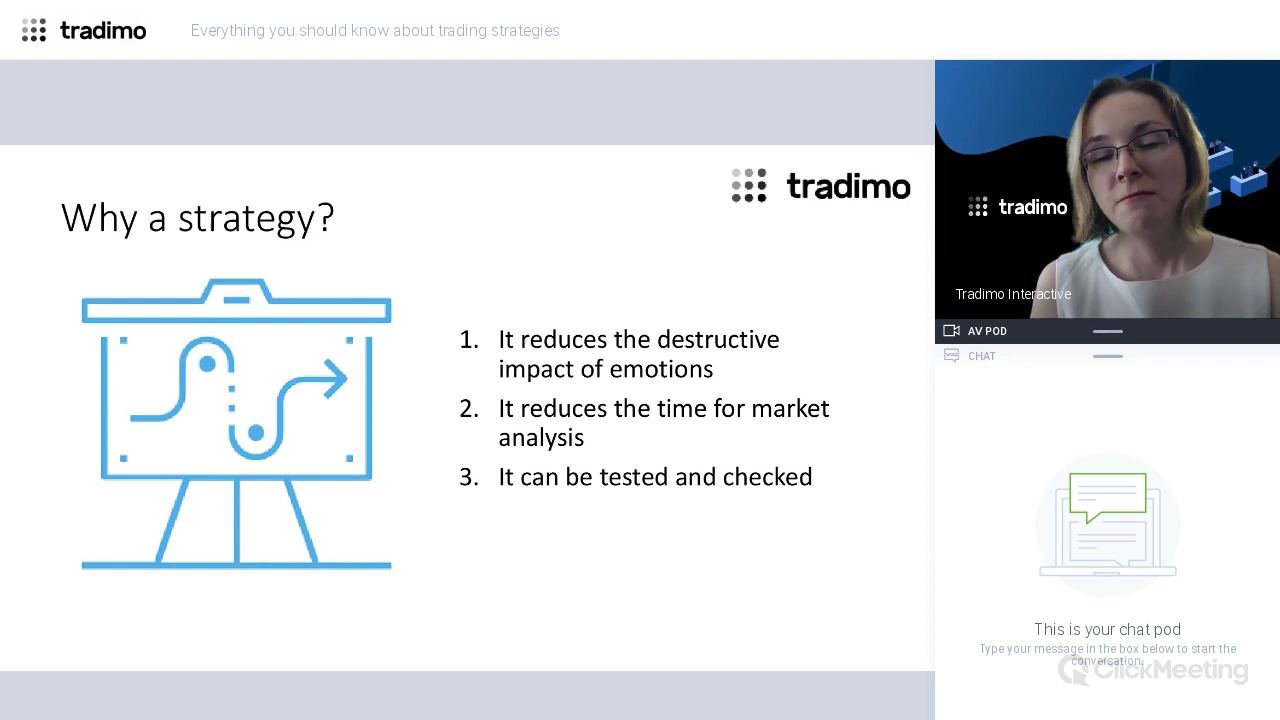 tradimo
Everything you should know about trading strategies
tradimo
Why a strategy?
1. It reduces the destructive
impact of emotions
2. It reduces the time for market
analysis
3. It can be tested and checked
tradimo
Tradimo Interactive
AV POD
CHAT
This is your chat pod
Type your message in the box below to start the
conversation.
ClickMeeting